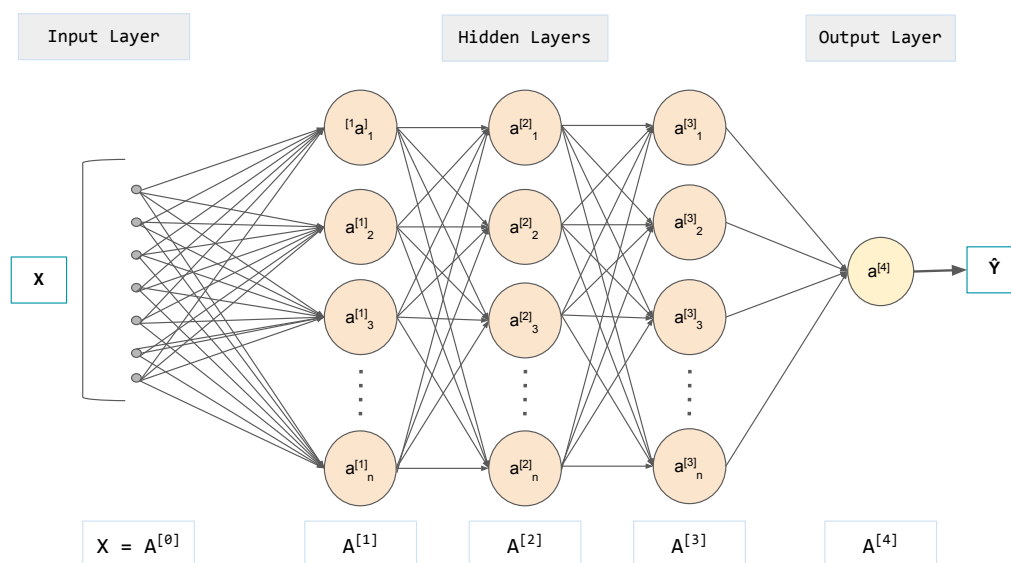 Input Layer
Hidden Layers
Output Layer
[1a]1
a[2]1
a[3]1
a[1]2
a[2]2
a[3]2
X
a[4]
Ŷ
a[1]3
a[2]3
a[3]3
a[1]n
a[2]n
a[3]n
X = A[0]
A[1]
A[2]
A[3]
A[4]